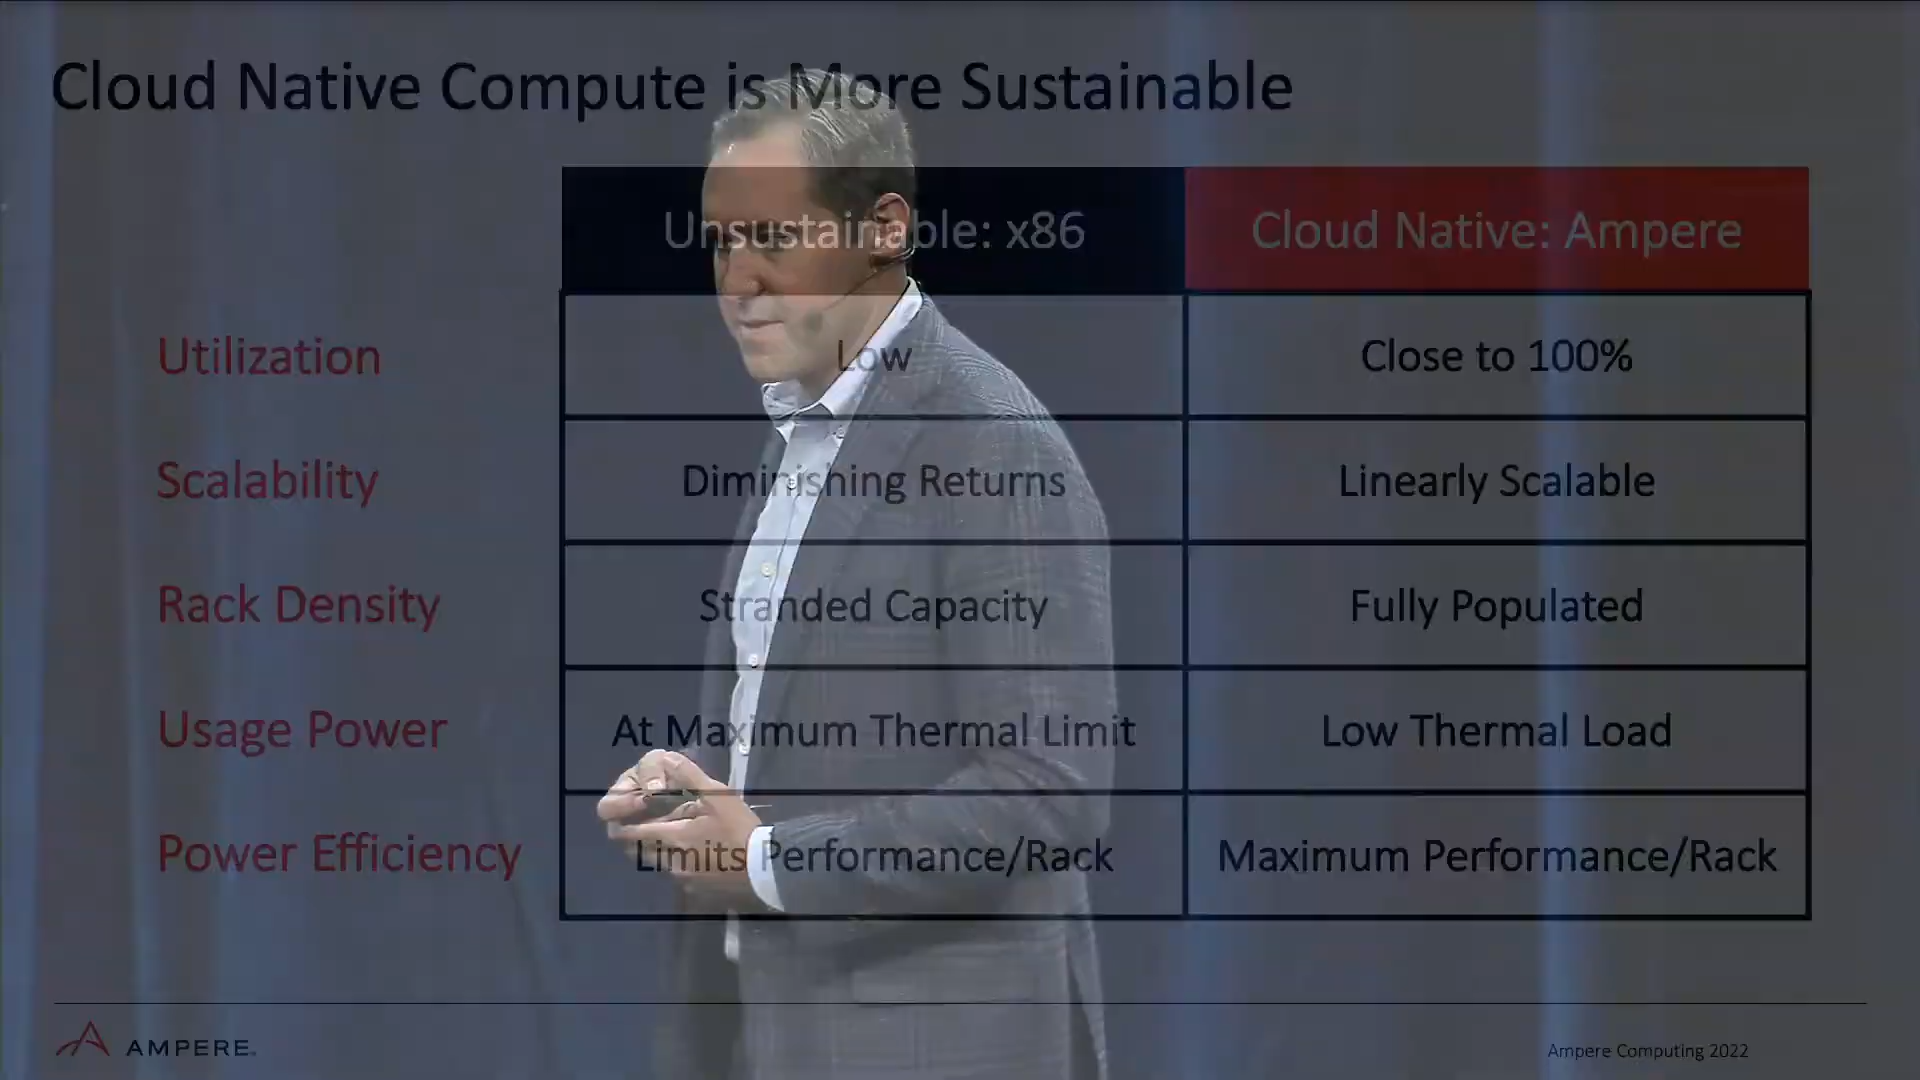 Cloud Native Compute is More Sustainable
Unsustainable: x86 Cloud Native: Ampere
Utilization Low Close to 100%
Scalability Diminishing Returns Linearly Scalable
Rack Density Stranded Capacity Fully Populated
Usage Power At Maximum Thermal Limit Low Thermal Load
Power Efficiency Limits Performance/Rack Maximum Performance/Rack
AMPERE
Ampere Computing 2022